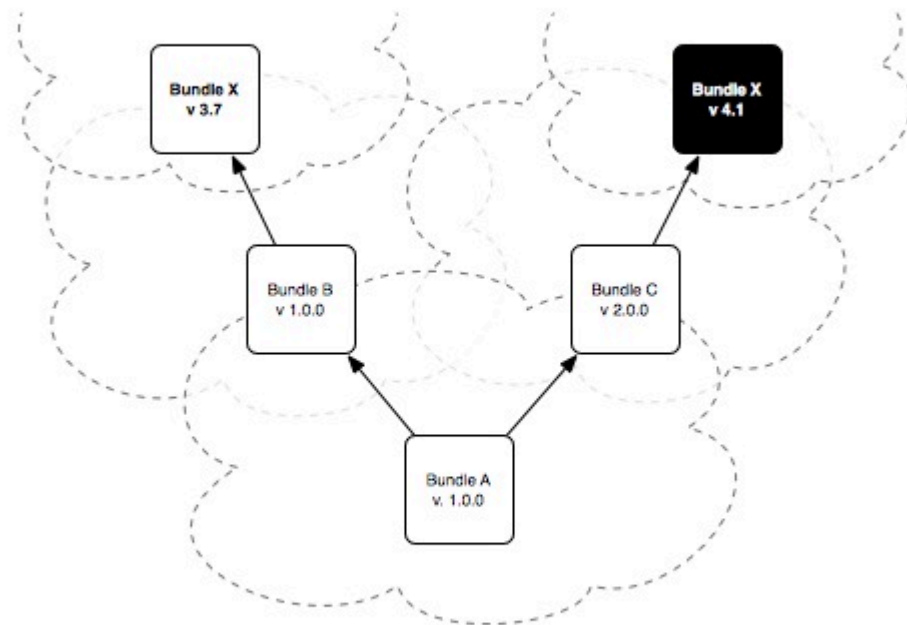 Bundle X
v 3.7
Bundle X
v 4.1
Bundle B
v 1.0.0
Bundle C
v 2.0.0
Bundle A
v. 1.0.0